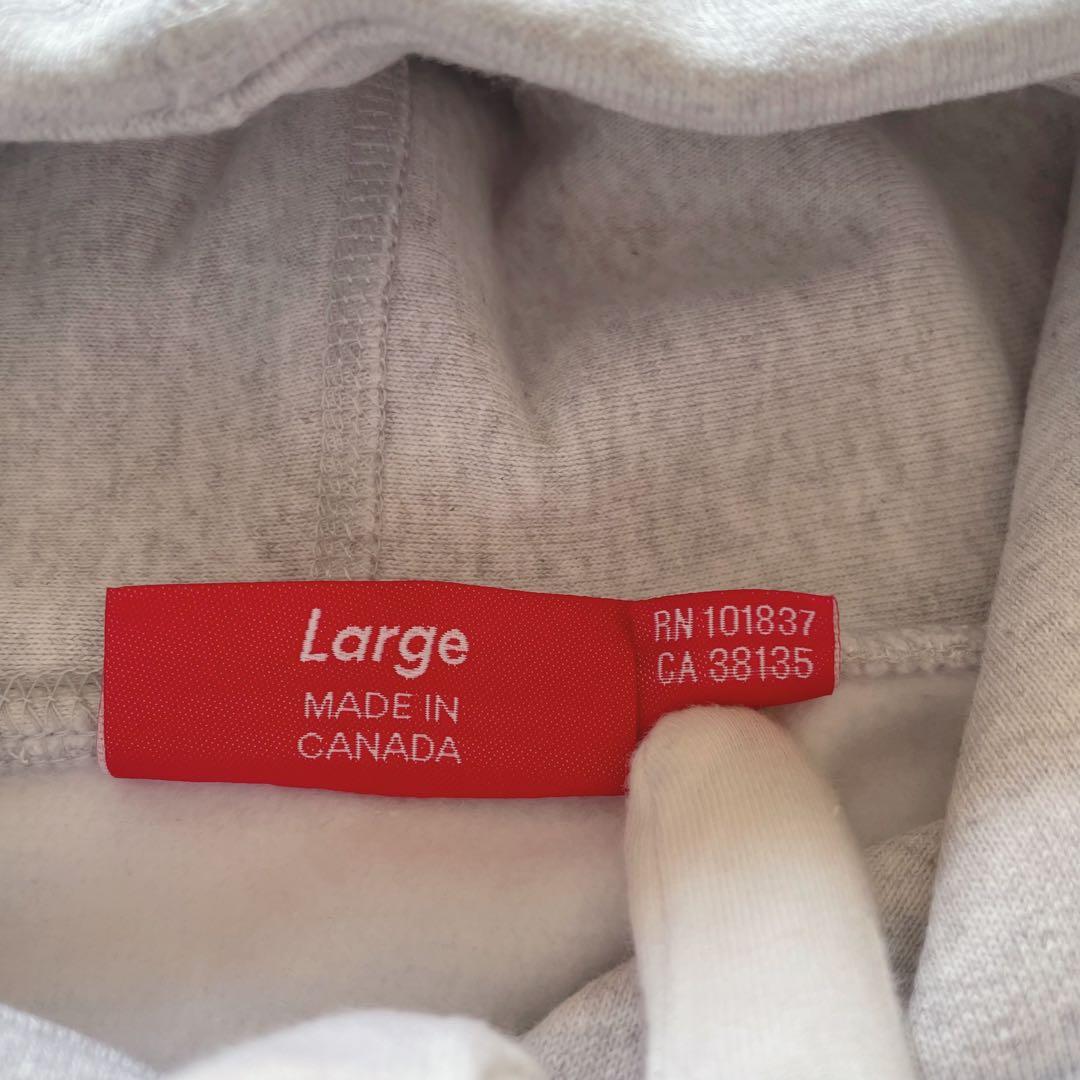 Large
MADE IN
CANADA
RN 101837
CA 38135